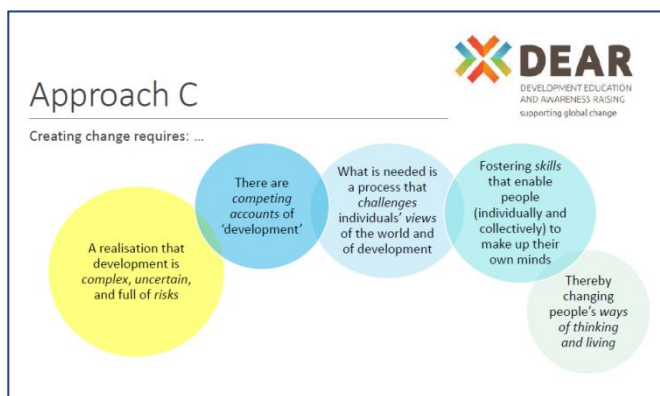 Approach C
DEAR
DEVELOPMENT EDUCATION
AND AWARENESS RAISING
supporting global change
Creating change requires: ...
A realisation that
development is
complex, uncertain,
and full of risks
There are
competing
accounts of
‘development’
What is needed is
a process that
challenges
individuals’ views
of the world and
of development
Fostering skills
that enable
people
(individually and
collectively) to
make up their
own minds
Thereby
changing
people’s ways
of thinking
and living